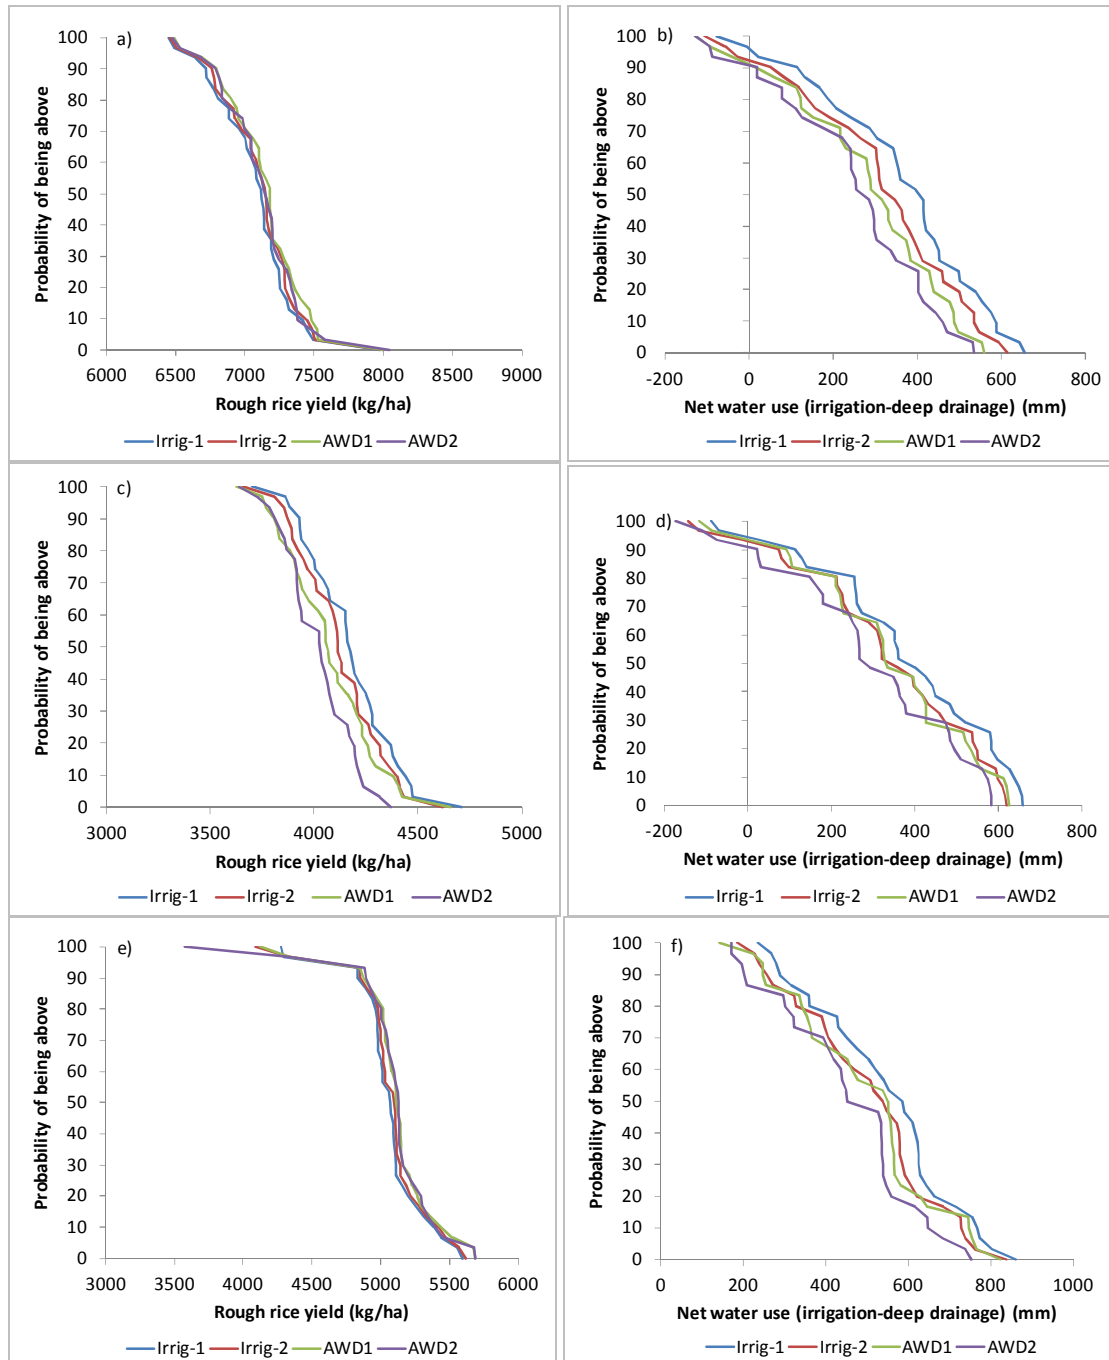 a)
Probability of being above
100
90
80
70
60
50
40
30
20
10
0
6000 6500 7000 7500 8000 8500 9000
Rough rice yield (kg/ha)
Irrig-1 Irrig-2 AWD1 AWD2
b)
Probability of being above
100
90
80
70
60
50
40
30
20
10
0
-200 0 200 400 600 800
Net water use (irrigation-deep drainage) (mm)
Irrig-1 Irrig-2 AWD1 AWD2
c)
Probability of being above
100
90
80
70
60
50
40
30
20
10
0
3000 3500 4000 4500 5000
Rough rice yield (kg/ha)
Irrig-1 Irrig-2 AWD1 AWD2
d)
Probability of being above
100
90
80
70
60
50
40
30
20
10
0
-200 0 200 400 600 800
Net water use (irrigation-deep drainage) (mm)
Irrig-1 Irrig-2 AWD1 AWD2
e)
Probability of being above
100
90
80
70
60
50
40
30
20
10
0
3000 3500 4000 4500 5000 5500 6000
Rough rice yield (kg/ha)
Irrig-1 Irrig-2 AWD1 AWD2
f)
Probability of being above
100
90
80
70
60
50
40
30
20
10
0
0 200 400 600 800 1000
Net water use (irrigation-deep drainage) (mm)
Irrig-1 Irrig-2 AWD1 AWD2